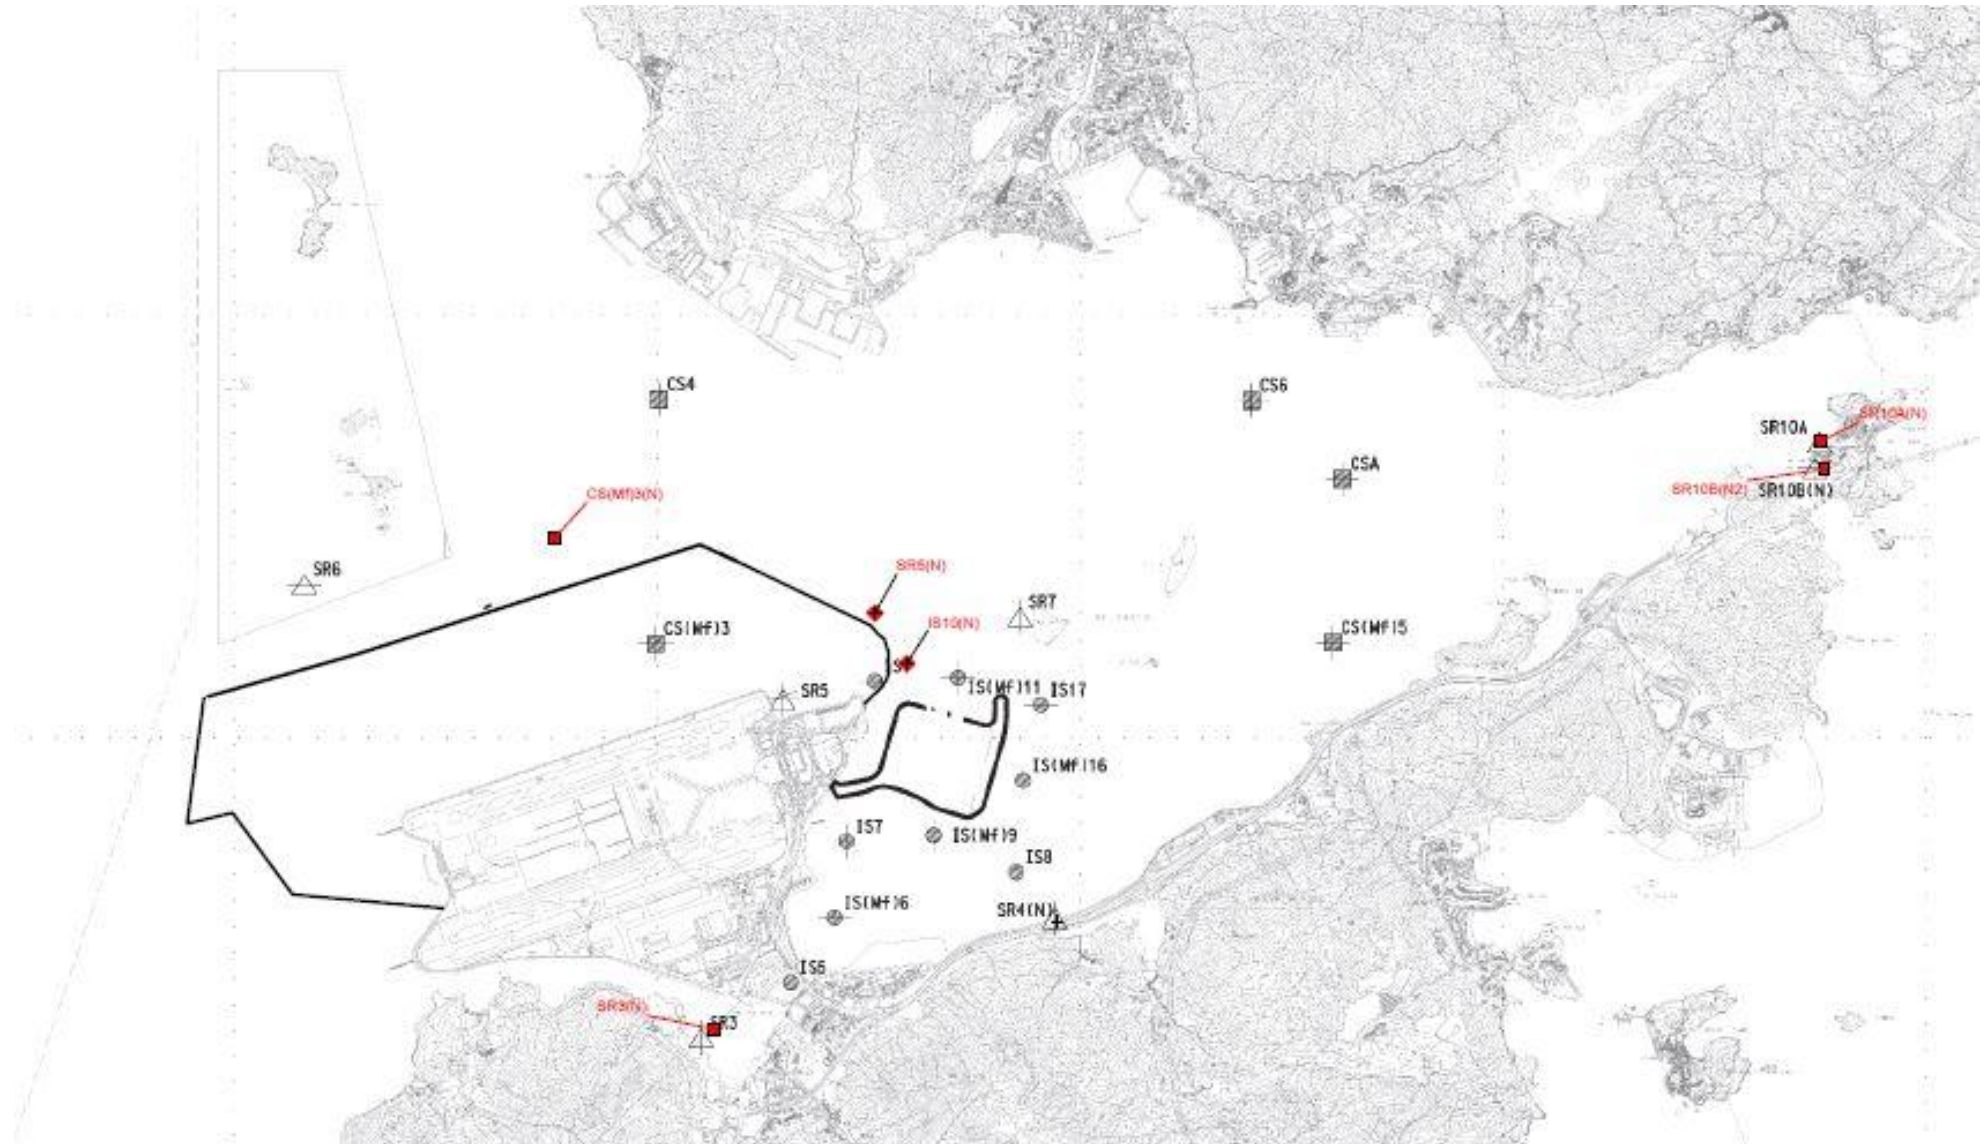 CS4
CS6
SR10A(N)
SR10A
CSA
SR10B(N2)
SR10B(N)
CS(Mf)3(N)
SR5(N)
SR6
SR7
IS10(N)
CS(Mf)3
CS(Mf)5
SR5
IS(Mf)11
IS17
IS(Mf)16
IS7
IS(Mf)9
IS8
IS(Mf)6
SR4(N)
IS5
SR3(N)
SR3